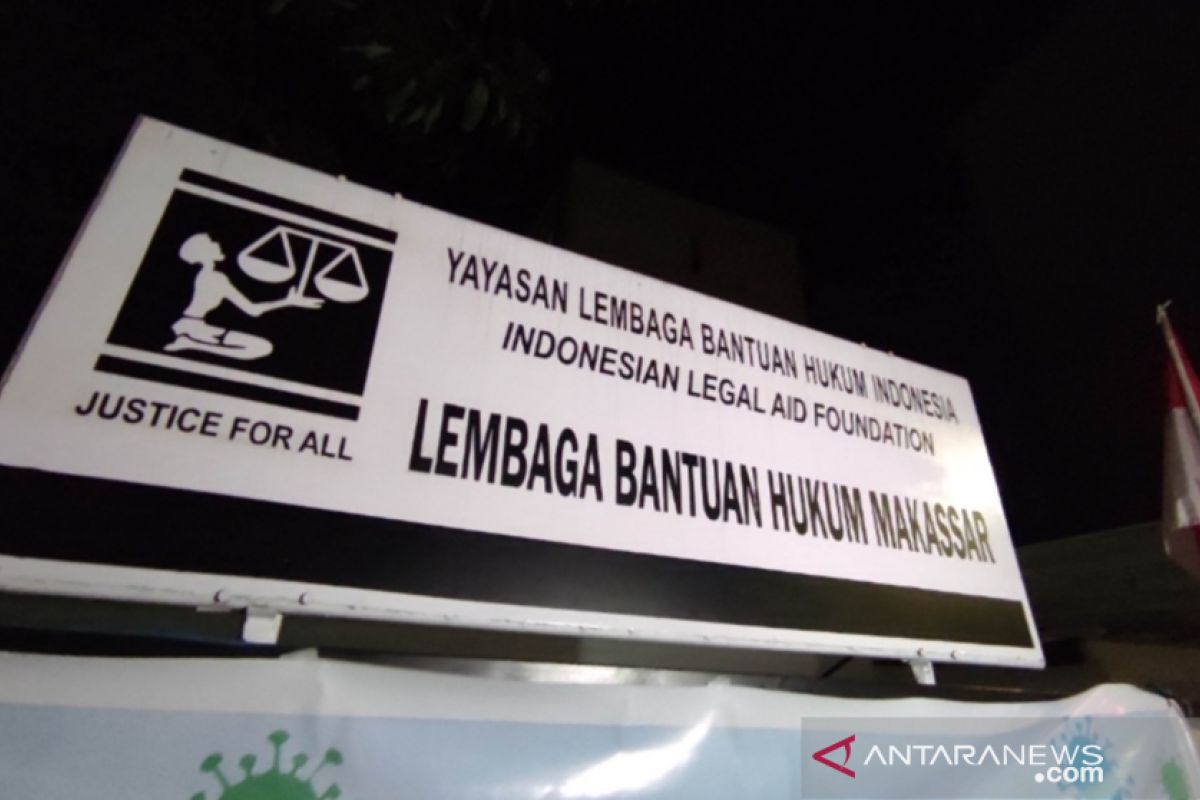 YAYASAN LEMBAGA BANTUAN HUKUM INDONESIA
INDONESIAN LEGAL AID FOUNDATION
LEMBAGA BANTUAN HUKUM MAKASSAR
JUSTICE FOR ALL
ANTARANEWS
.com